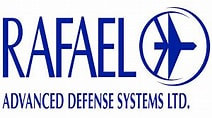 RAFAEL
ADVANCED DEFENSE SYSTEMS LTD.